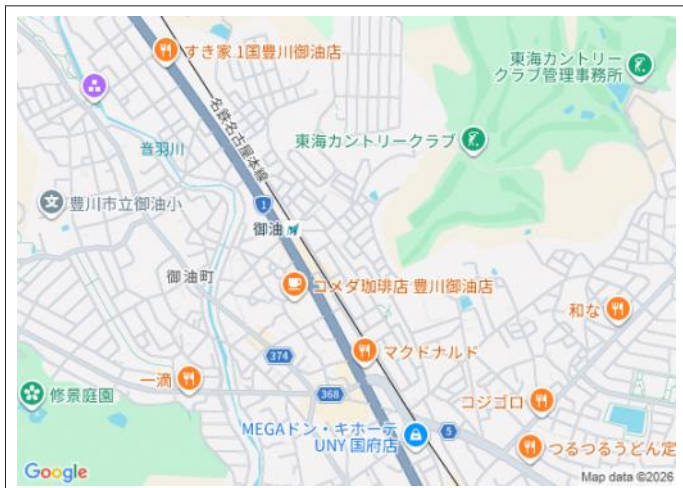 すき家 1国豊川御油店
東海カントリー
クラブ管理事務所
名鉄名古屋本線
音羽川
東海カントリークラブ
豊川市立御油小
1
御油
御油町
コメダ珈琲店 豊川御油店
和な
374
マクドナルド
一滴
368
修景庭園
コジゴロ
MEGAドン・キホーテ
UNY 国府店
5
つるつるうどん定
Google
Map data ©2026